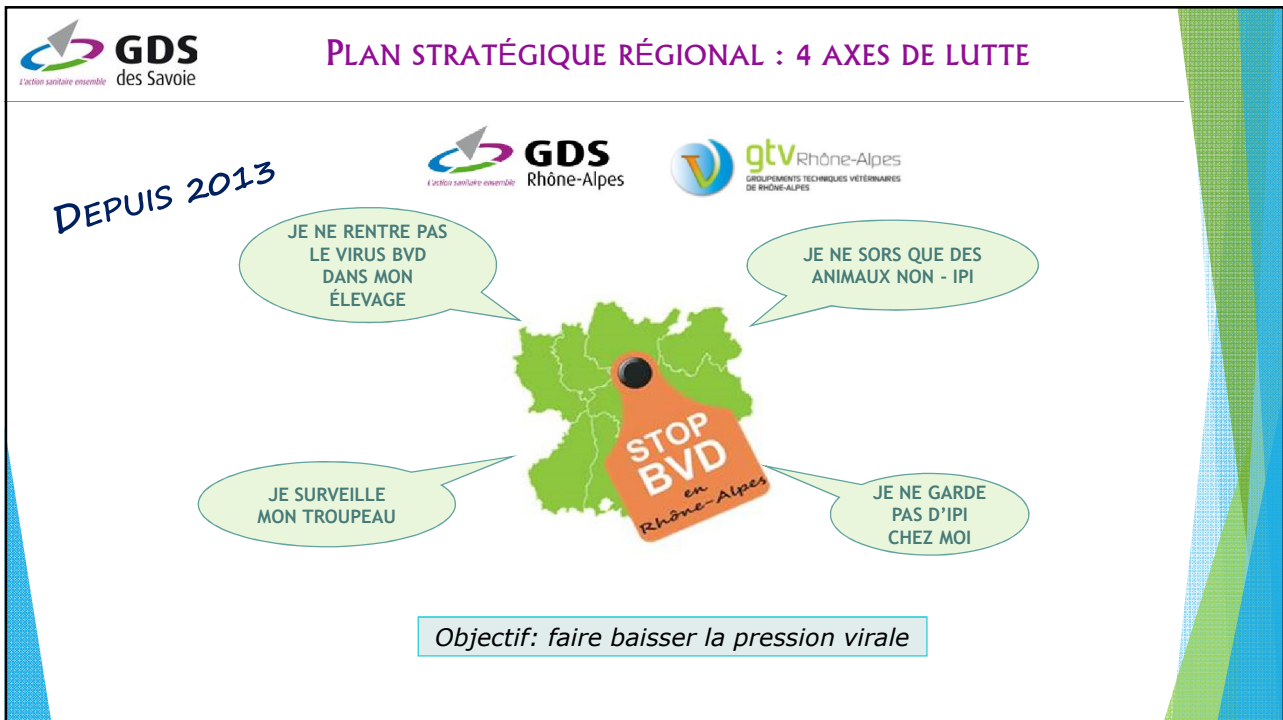 GDS
des Savoie
L'action sanitaire ensemble
PLAN STRATÉGIQUE RÉGIONAL : 4 AXES DE LUTTE
DEPUIS 2013
GDS
Rhône-Alpes
L'action sanitaire ensemble
gtv Rhône-Alpes
GROUPEMENTS TECHNIQUES VÉTÉRINAIRES
DE RHÔNE-ALPES
JE NE RENTRE PAS
LE VIRUS BVD
DANS MON
ÉLEVAGE
JE NE SORS QUE DES
ANIMAUX NON - IPI
STOP
BVD
en
Rhône-Alpes
JE SURVEILLE
MON TROUPEAU
JE NE GARDE
PAS D'IPI
CHEZ MOI
Objectif: faire baisser la pression virale